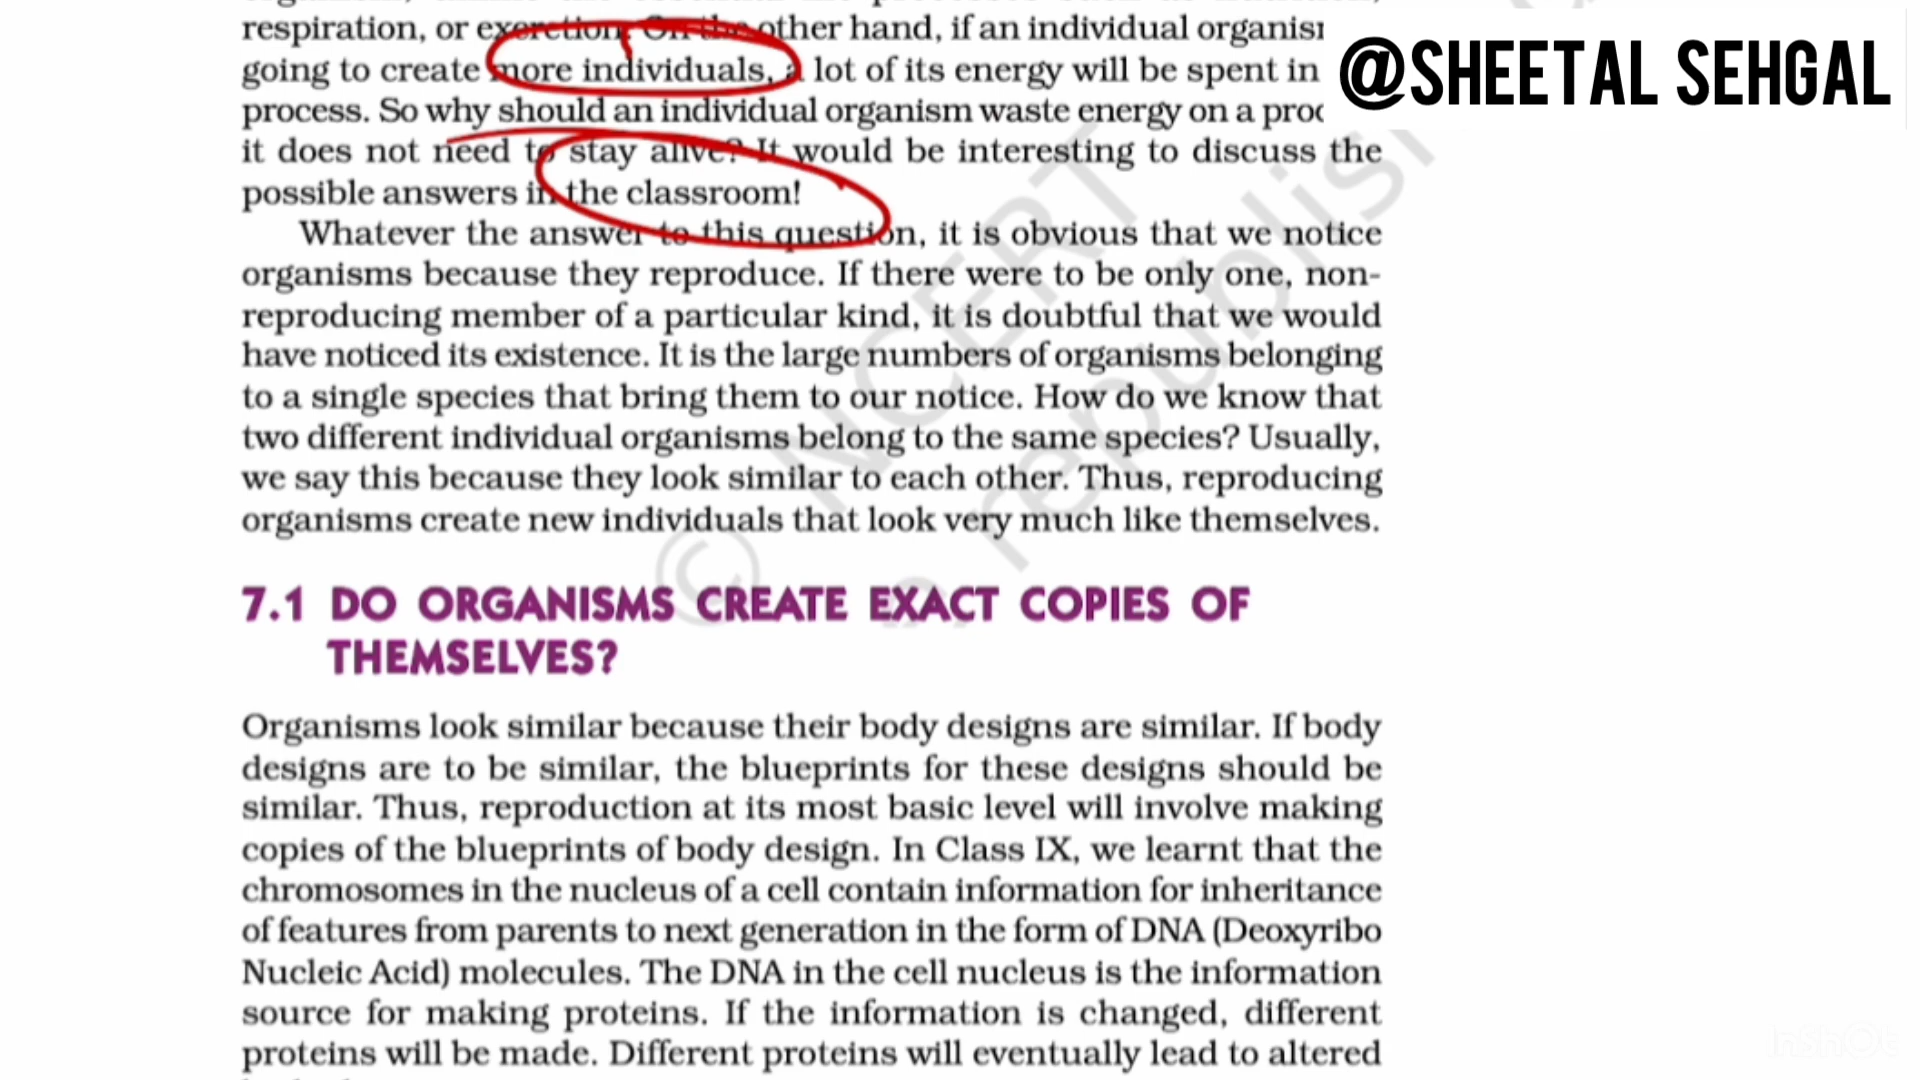 respiration, or excretion. On the other hand, if an individual organis
going to create more individuals, a lot of its energy will be spent in
process. So why should an individual organism waste energy on a proc
it does not need to stay alive? It would be interesting to discuss the
possible answers in the classroom!
Whatever the answer to this question, it is obvious that we notice
organisms because they reproduce. If there were to be only one, non-
reproducing member of a particular kind, it is doubtful that we would
have noticed its existence. It is the large numbers of organisms belonging
to a single species that bring them to our notice. How do we know that
two different individual organisms belong to the same species? Usually,
we say this because they look similar to each other. Thus, reproducing
organisms create new individuals that look very much like themselves.
7.1 DO ORGANISMS CREATE EXACT COPIES OF
THEMSELVES?
Organisms look similar because their body designs are similar. If body
designs are to be similar, the blueprints for these designs should be
similar. Thus, reproduction at its most basic level will involve making
copies of the blueprints of body design. In Class IX, we learnt that the
chromosomes in the nucleus of a cell contain information for inheritance
of features from parents to next generation in the form of DNA (Deoxyribo
Nucleic Acid) molecules. The DNA in the cell nucleus is the information
source for making proteins. If the information is changed, different
proteins will be made. Different proteins will eventually lead to altered
@SHEETAL SEHGAL
© NCERT
republis
InShOt